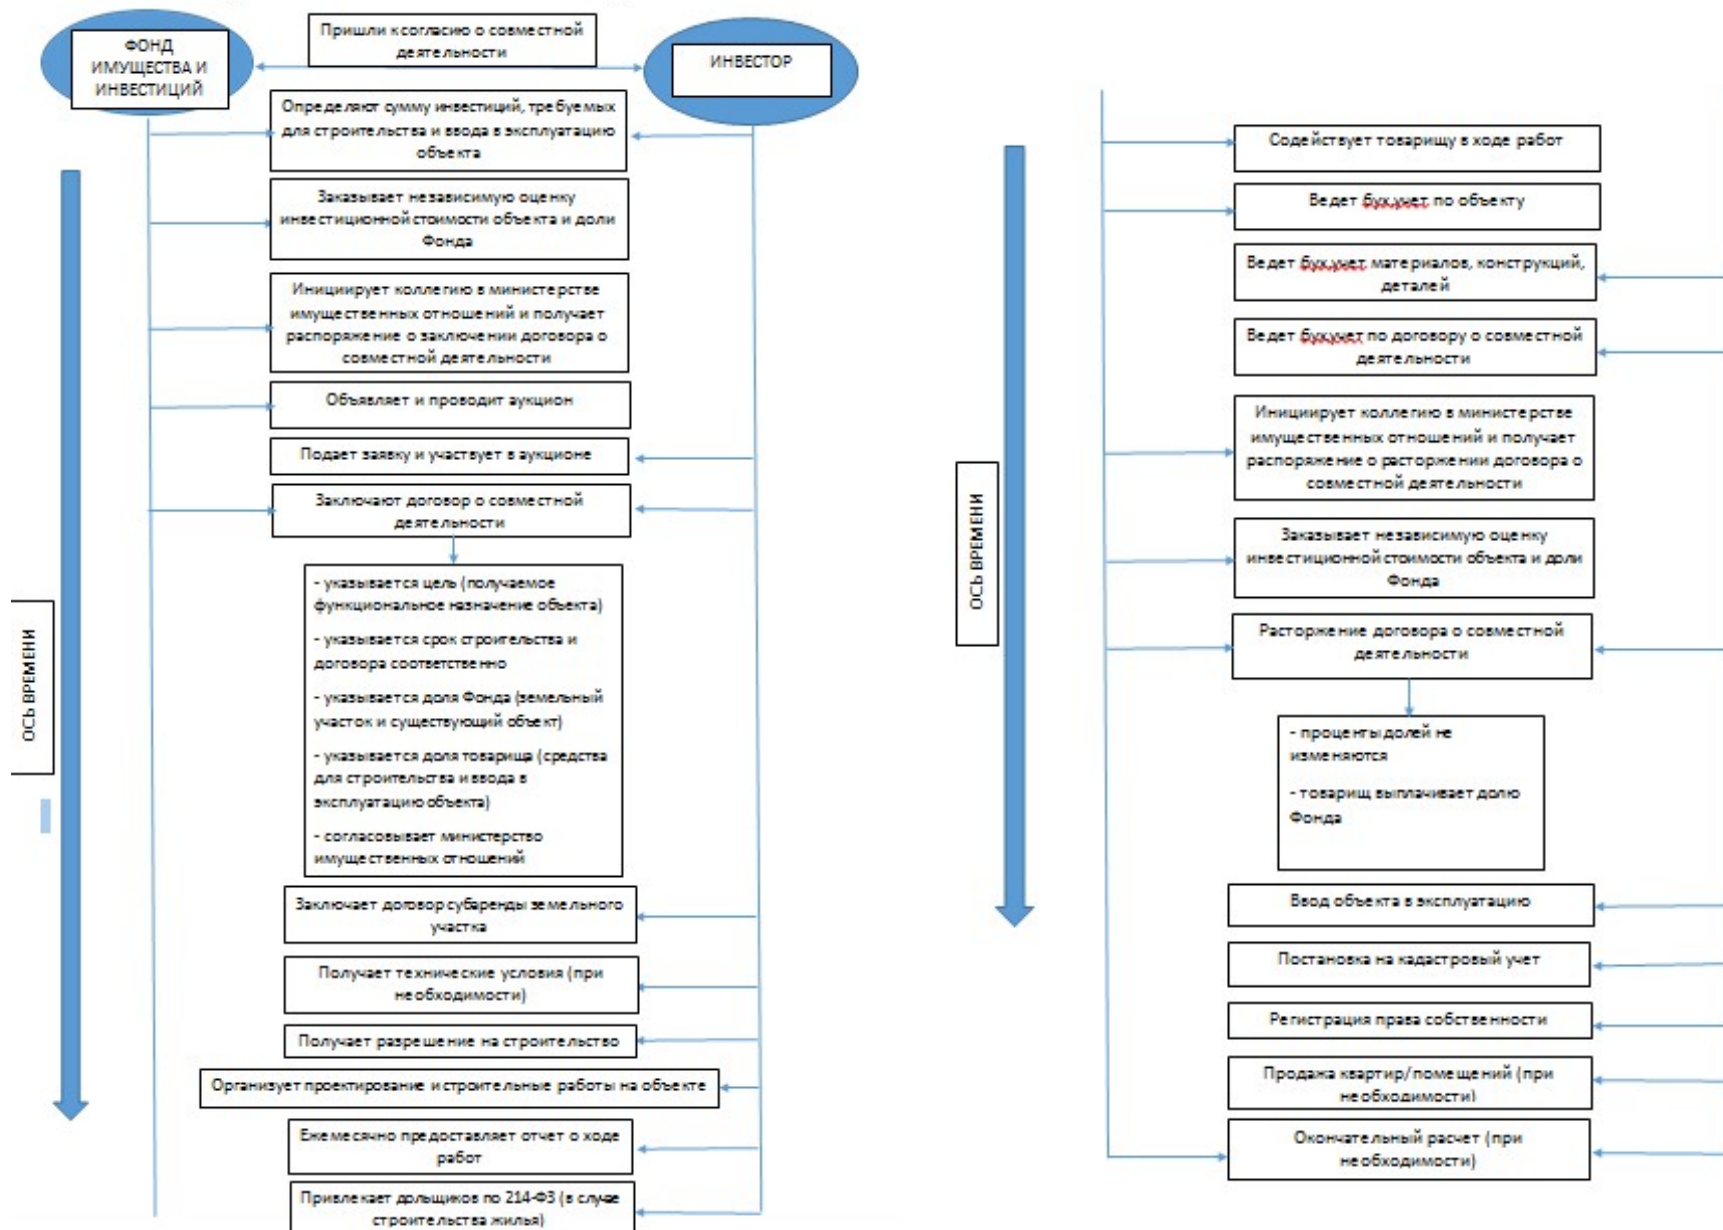 ФОНД
ИМУЩЕСТВА И
ИНВЕСТИЦИЙ
Пришли к согласию о совместной
деятельности
ИНВЕСТОР
Определяют сумму инвестиций, требуемых
для строительства и ввода в эксплуатацию
объекта
Заказывает независимую оценку
инвестиционной стоимости объекта и доли
Фонда
Инициирует коллегию в министерстве
имущественных отношений и получает
распоряжение о заключении договора о
совместной деятельности
Объявляет и проводит аукцион
Подает заявку и участвует в аукционе
Заключают договор о совместной
деятельности
- указывается цель (получаемое
функциональное назначение объекта)
- указывается срок строительства и
договора соответственно
- указывается доля Фонда (земельный
участок и существующий объект)
- указывается доля товарища (средства
для строительства и ввода в
эксплуатацию объекта)
- согласовывает министерство
имущественных отношений
Заключает договор субаренды земельного
участка
Получает технические условия (при
необходимости)
Получает разрешение на строительство
Организует проектирование и строительные работы на объекте
Ежемесячно предоставляет отчет о ходе
работ
Привлекает дольщиков по 214-ФЗ (в случае
строительства жилья)
ОСЬ ВРЕМЕНИ
Содействует товарищу в ходе работ
Ведет бух.учет по объекту
Ведет бух.учет материалов, конструкций,
деталей
Ведет бух.учет по договору о совместной
деятельности
Инициирует коллегию в министерстве
имущественных отношений и получает
распоряжение о расторжении договора о
совместной деятельности
Заказывает независимую оценку
инвестиционной стоимости объекта и доли
Фонда
Расторжение договора о совместной
деятельности
- проценты долей не
изменяются
- товарищ выплачивает долю
Фонда
Ввод объекта в эксплуатацию
Постановка на кадастровый учет
Регистрация права собственности
Продажа квартир/помещений (при
необходимости)
Окончательный расчет (при
необходимости)
ОСЬ ВРЕМЕНИ